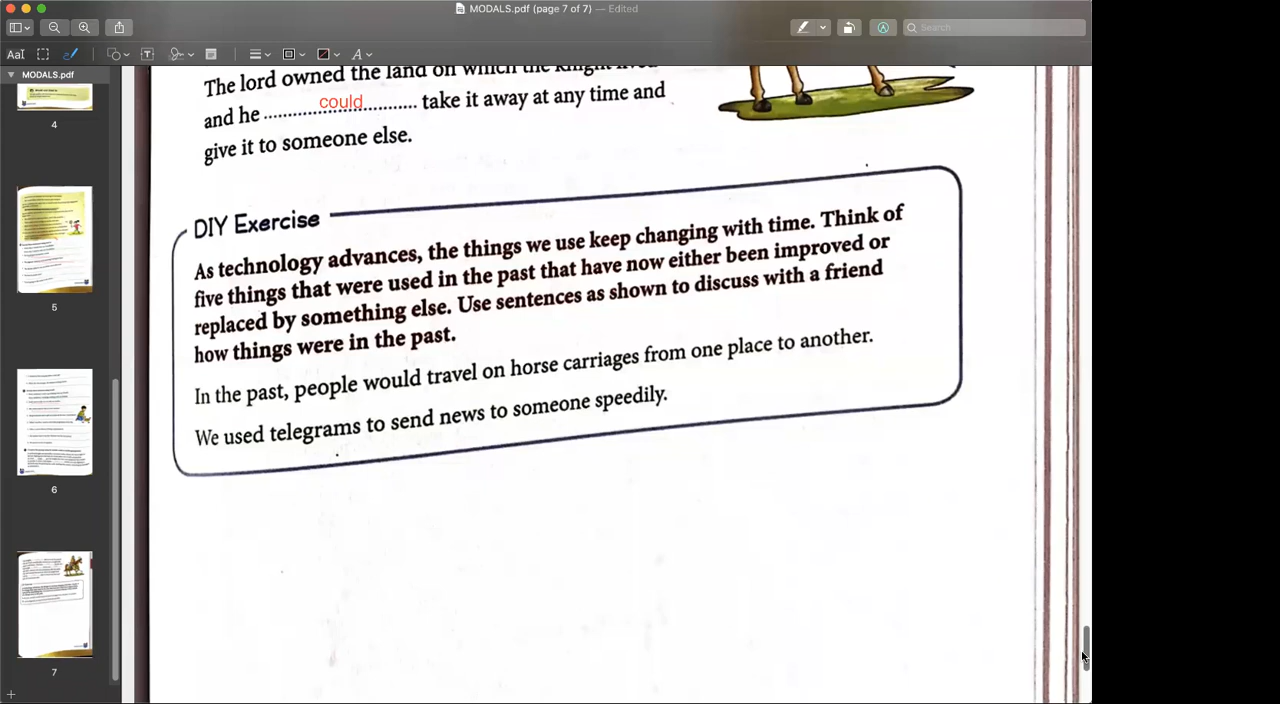 MODALS.pdf (page 7 of 7) — Edited
Search
AaI
T
A
MODALS.pdf
4
5
6
7
The lord owned the land on which the knight lived
and he ..........could.......... take it away at any time and
give it to someone else.
DIY Exercise
As technology advances, the things we use keep changing with time. Think of
five things that were used in the past that have now either been improved or
replaced by something else. Use sentences as shown to discuss with a friend
how things were in the past.
In the past, people would travel on horse carriages from one place to another.
We used telegrams to send news to someone speedily.